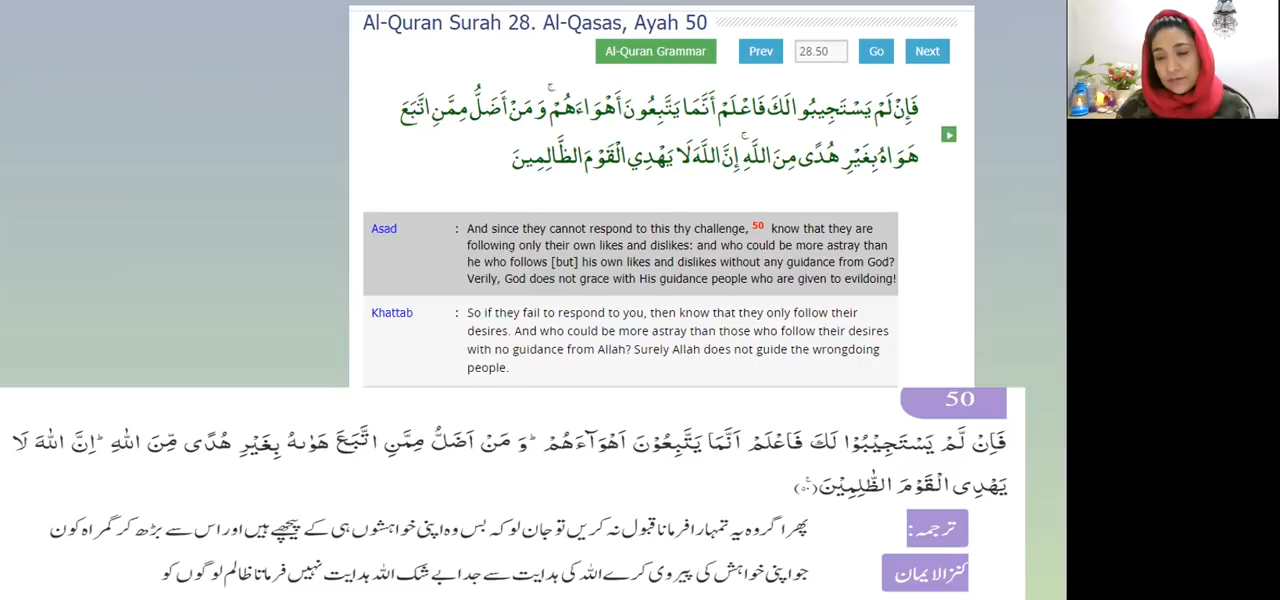 Al-Quran Surah 28. Al-Qasas, Ayah 50
Al-Quran Grammar
Prev
28.50
Go
Next
فَإِنْ لَمْ يَسْتَجِيبُوا لَكَ فَاعْلَمْ أَنَّمَا يَتَّبِعُونَ أَهْوَاءَهُمْ ۚ وَمَنْ أَضَلُّ مِمَّنِ اتَّبَعَ
هَوَاهُ بِغَيْرِ هُدًى مِنَ اللَّهِ ۚ إِنَّ اللَّهَ لَا يَهْدِي الْقَوْمَ الظَّالِمِينَ
Asad : And since they cannot respond to this thy challenge, 50 know that they are
following only their own likes and dislikes: and who could be more astray than
he who follows [but] his own likes and dislikes without any guidance from God?
Verily, God does not grace with His guidance people who are given to evildoing!
Khattab : So if they fail to respond to you, then know that they only follow their
desires. And who could be more astray than those who follow their desires
with no guidance from Allah? Surely Allah does not guide the wrongdoing
people.
50
فَاِنْ لَّمْ یَسْتَجِیْبُوْا لَكَ فَاعْلَمْ اَنَّمَا یَتَّبِعُوْنَ اَهْوَآءَهُمْؕ-وَ مَنْ اَضَلُّ مِمَّنِ اتَّبَعَ هَوٰىهُ بِغَیْرِ هُدًى مِّنَ اللّٰهِؕ-اِنَّ اللّٰهَ لَا
یَهْدِی الْقَوْمَ الظّٰلِمِیْنَ(۵۰)
ترجمہ: پھر اگر وہ یہ تمہارا فرمانا قبول نہ کریں تو جان لو کہ بس وہ اپنی خواہشوں ہی کے پیچھے ہیں اور اس سے بڑھ کر گمراہ کون
کنزالایمان جو اپنی خواہش کی پیروی کرے اللہ کی ہدایت سے جدا بے شک اللہ ہدایت نہیں فرماتا ظالم لوگوں کو